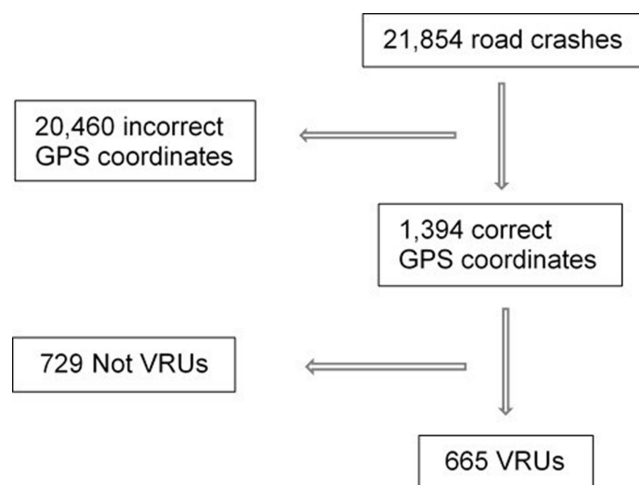 21,854 road crashes
20,460 incorrect
GPS coordinates
1,394 correct
GPS coordinates
729 Not VRUs
665 VRUs